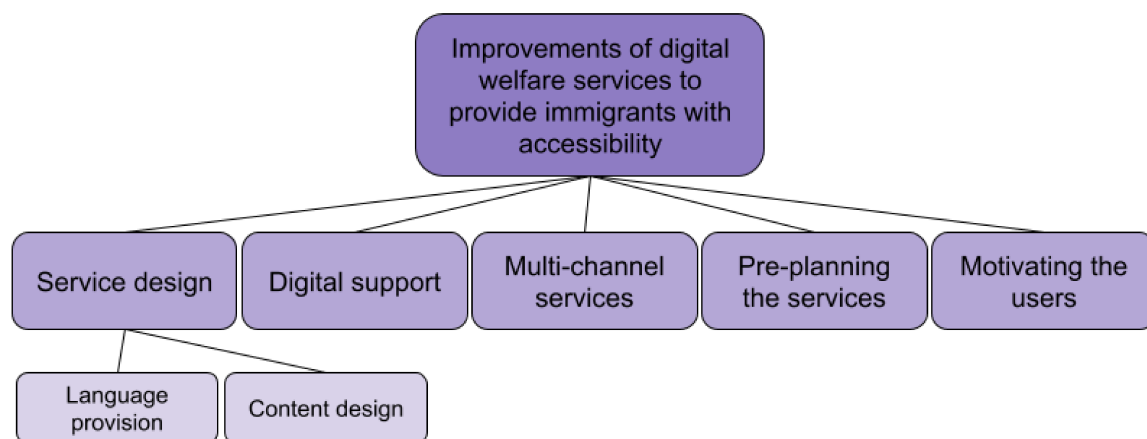 Improvements of digital
welfare services to
provide immigrants with
accessibility
Service design
Digital support
Multi-channel
services
Pre-planning
the services
Motivating the
users
Language
provision
Content design